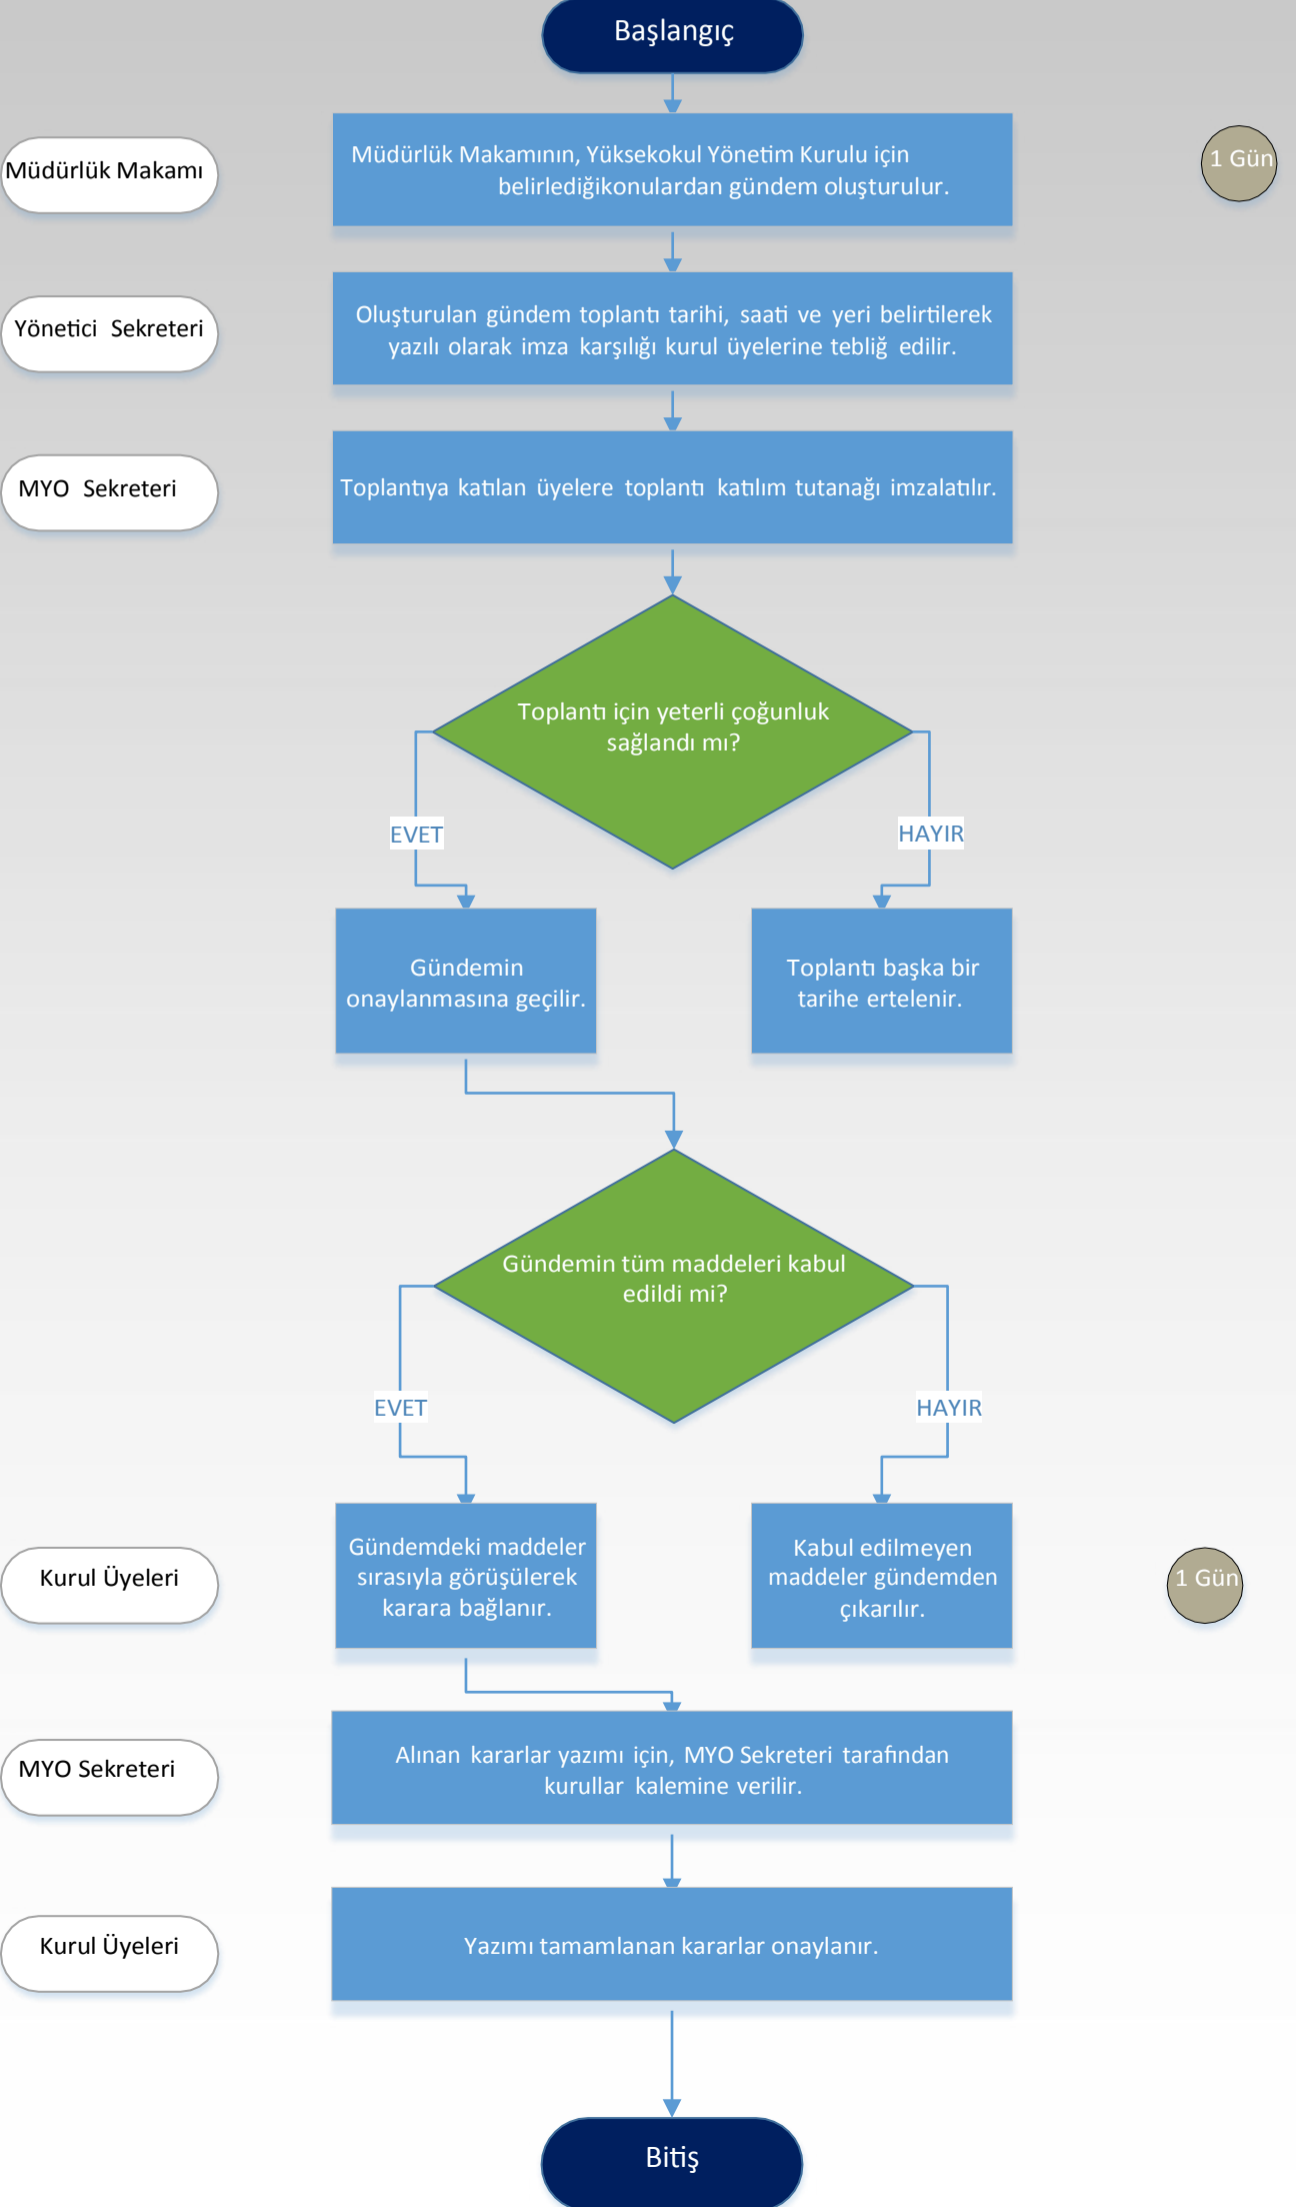 Başlangıç
Müdürlük Makamı
Müdürlük Makamının, Yüksekokul Yönetim Kurulu için
belirlediğikonulardan gündem oluşturulur.
1 Gün
Yönetici Sekreteri
Oluşturulan gündem toplantı tarihi, saati ve yeri belirtilerek
yazılı olarak imza karşılığı kurul üyelerine tebliğ edilir.
MYO Sekreteri
Toplantıya katılan üyelere toplantı katılım tutanağı imzalatılır.
Toplantı için yeterli çoğunluk
sağlandı mı?
EVET
HAYIR
Gündemin
onaylanmasına geçilir.
Toplantı başka bir
tarihe ertelenir.
Gündemin tüm maddeleri kabul
edildi mi?
EVET
HAYIR
Kurul Üyeleri
Gündemdeki maddeler
sırasıyla görüşülerek
karara bağlanır.
Kabul edilmeyen
maddeler gündemden
çıkarılır.
1 Gün
MYO Sekreteri
Alınan kararlar yazımı için, MYO Sekreteri tarafından
kurullar kalemine verilir.
Kurul Üyeleri
Yazımı tamamlanan kararlar onaylanır.
Bitiş